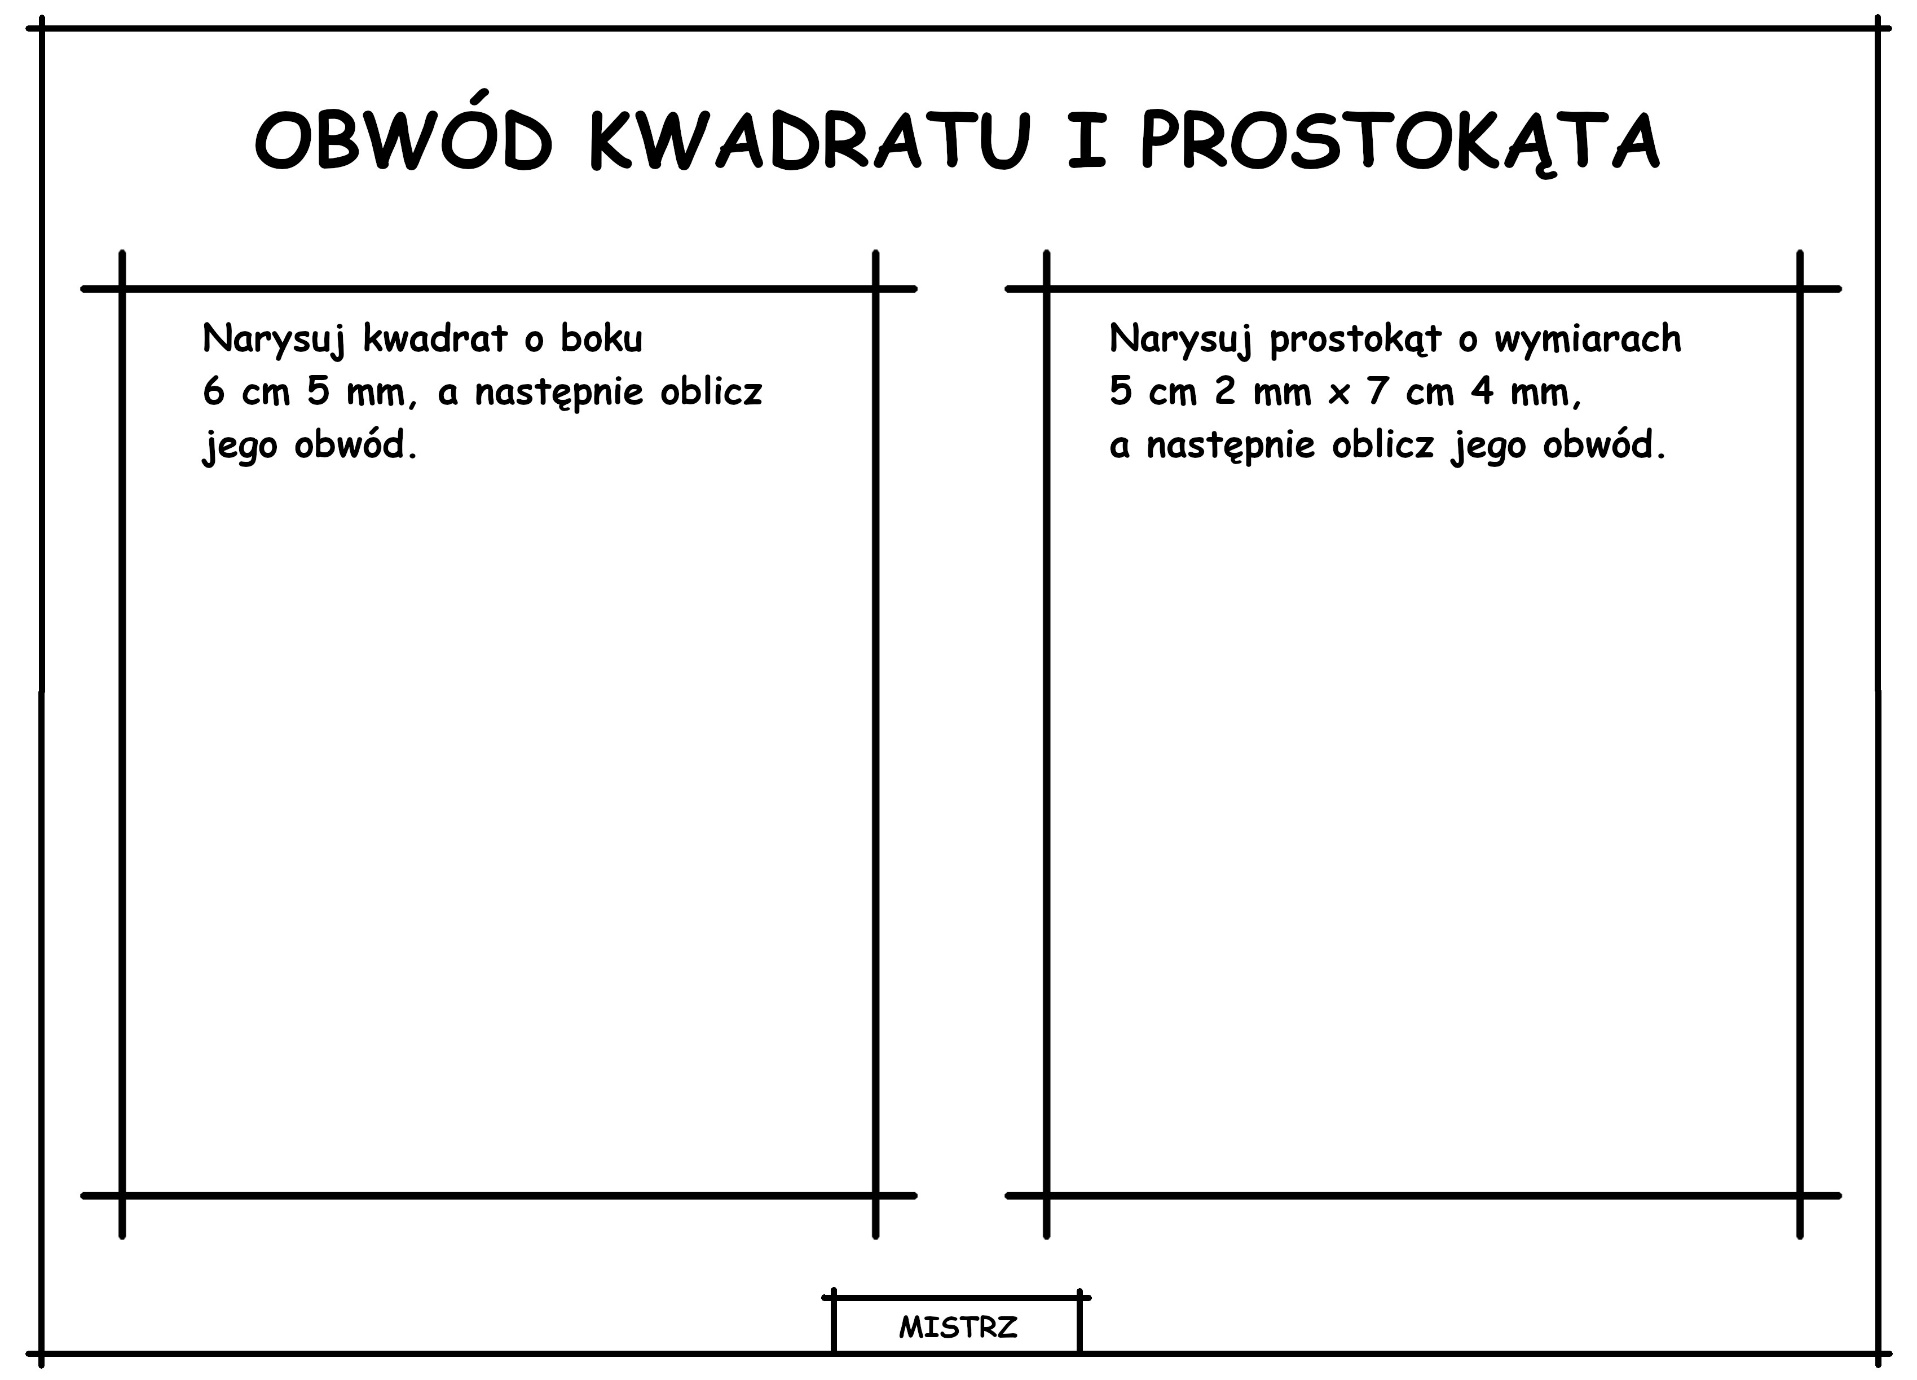 OBWÓD KWADRATU I PROSTOKĄTA
Narysuj kwadrat o boku
6 cm 5 mm, a następnie oblicz
jego obwód.
Narysuj prostokąt o wymiarach
5 cm 2 mm x 7 cm 4 mm,
a następnie oblicz jego obwód.
MISTRZ